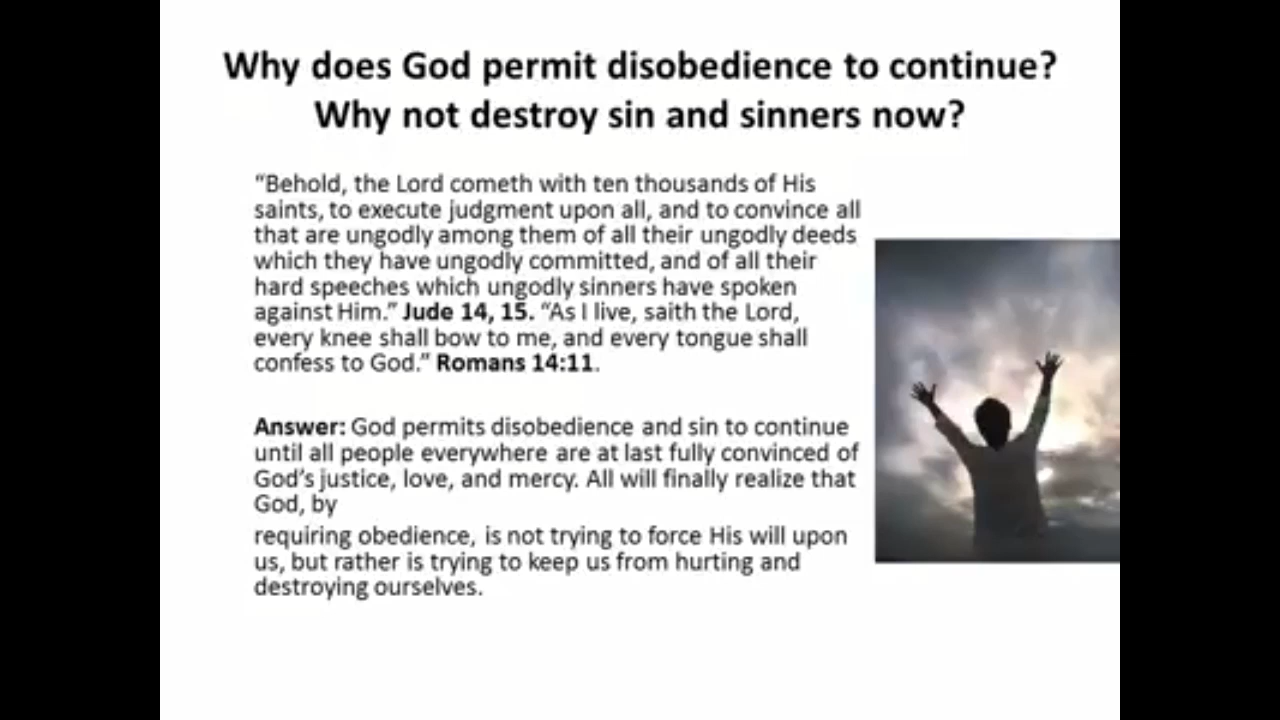 Why does God permit disobedience to continue?
Why not destroy sin and sinners now?
“Behold, the Lord cometh with ten thousands of His
saints, to execute judgment upon all, and to convince all
that are ungodly among them of all their ungodly deeds
which they have ungodly committed, and of all their
hard speeches which ungodly sinners have spoken
against Him.” Jude 14, 15. “As I live, saith the Lord,
every knee shall bow to me, and every tongue shall
confess to God.” Romans 14:11.
Answer: God permits disobedience and sin to continue
until all people everywhere are at last fully convinced of
God’s justice, love, and mercy. All will finally realize that
God, by
requiring obedience, is not trying to force His will upon
us, but rather is trying to keep us from hurting and
destroying ourselves.